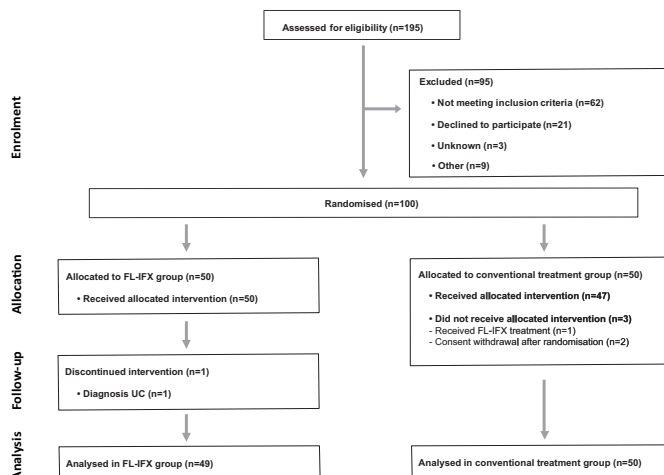 Assessed for eligibility (n=195)
Enrolment
Excluded (n=95)
• Not meeting inclusion criteria (n=62)
• Declined to participate (n=21)
• Unknown (n=3)
• Other (n=9)
Randomised (n=100)
Allocation
Allocated to FL-IFX group (n=50)
• Received allocated intervention (n=50)
Allocated to conventional treatment group (n=50)
• Received allocated intervention (n=47)
• Did not receive allocated intervention (n=3)
- Received FL-IFX treatment (n=1)
- Consent withdrawal after randomisation (n=2)
Follow-up
Discontinued intervention (n=1)
• Diagnosis UC (n=1)
Analysis
Analysed in FL-IFX group (n=49)
Analysed in conventional treatment group (n=50)